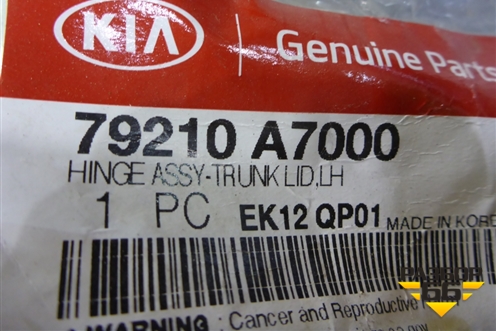 KIA Genuine Parts
79210 A7000
HINGE ASSY-TRUNK LID,LH
1 PC EK12 QP01 MADE IN KOREA
WARNING: Cancer and Reproductive